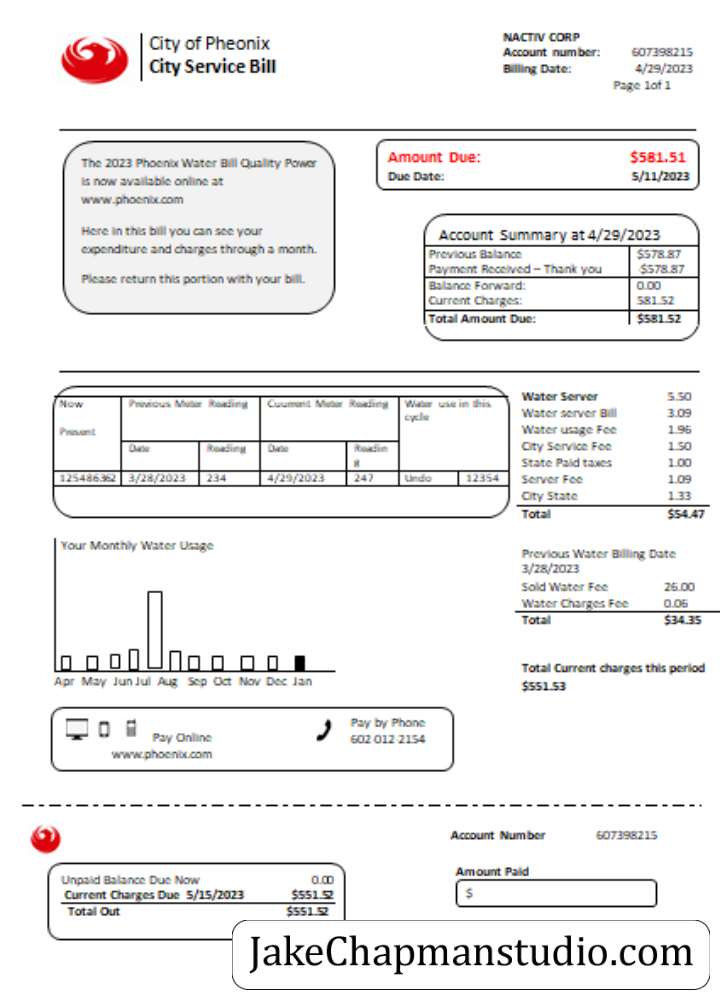 City of Pheonix
City Service Bill
NACTIV CORP
Account number: 607398215
Billing Date: 4/29/2023
Page 1of 1
The 2023 Phoenix Water Bill Quality Power
is now available online at
www.phoenix.com
Here in this bill you can see your
expenditure and charges through a month.
Please return this portion with your bill.
Amount Due: $581.51
Due Date: 5/11/2023
Account Summary at 4/29/2023
Previous Balance $578.87
Payment Received – Thank you $578.87
Balance Forward: 0.00
Current Charges: 581.52
Total Amount Due: $581.52
Now Previous Meter Reading Cuument Meter Reading Water use in this
cycle
Present
Date Reading Date Readin
g
125486362 3/28/2023 234 4/29/2023 247 Undo 12354
Water Server 5.50
Water server Bill 3.09
Water usage Fee 1.96
City Service Fee 1.50
State Paid taxes 1.00
Server Fee 1.09
City State 1.33
Total $54.47
Your Monthly Water Usage
Apr May Jun Jul Aug Sep Oct Nov Dec Jan
Previous Water Billing Date
3/28/2023
Sold Water Fee 26.00
Water Charges Fee 0.06
Total $34.35
Total Current charges this period
$551.53
Pay Online
www.phoenix.com
Pay by Phone
602 012 2154
Account Number 607398215
Unpaid Balance Due Now 0.00
Current Charges Due 5/15/2023 $551.52
Total Out $551.52
Amount Paid
$
JakeChapmanstudio.com